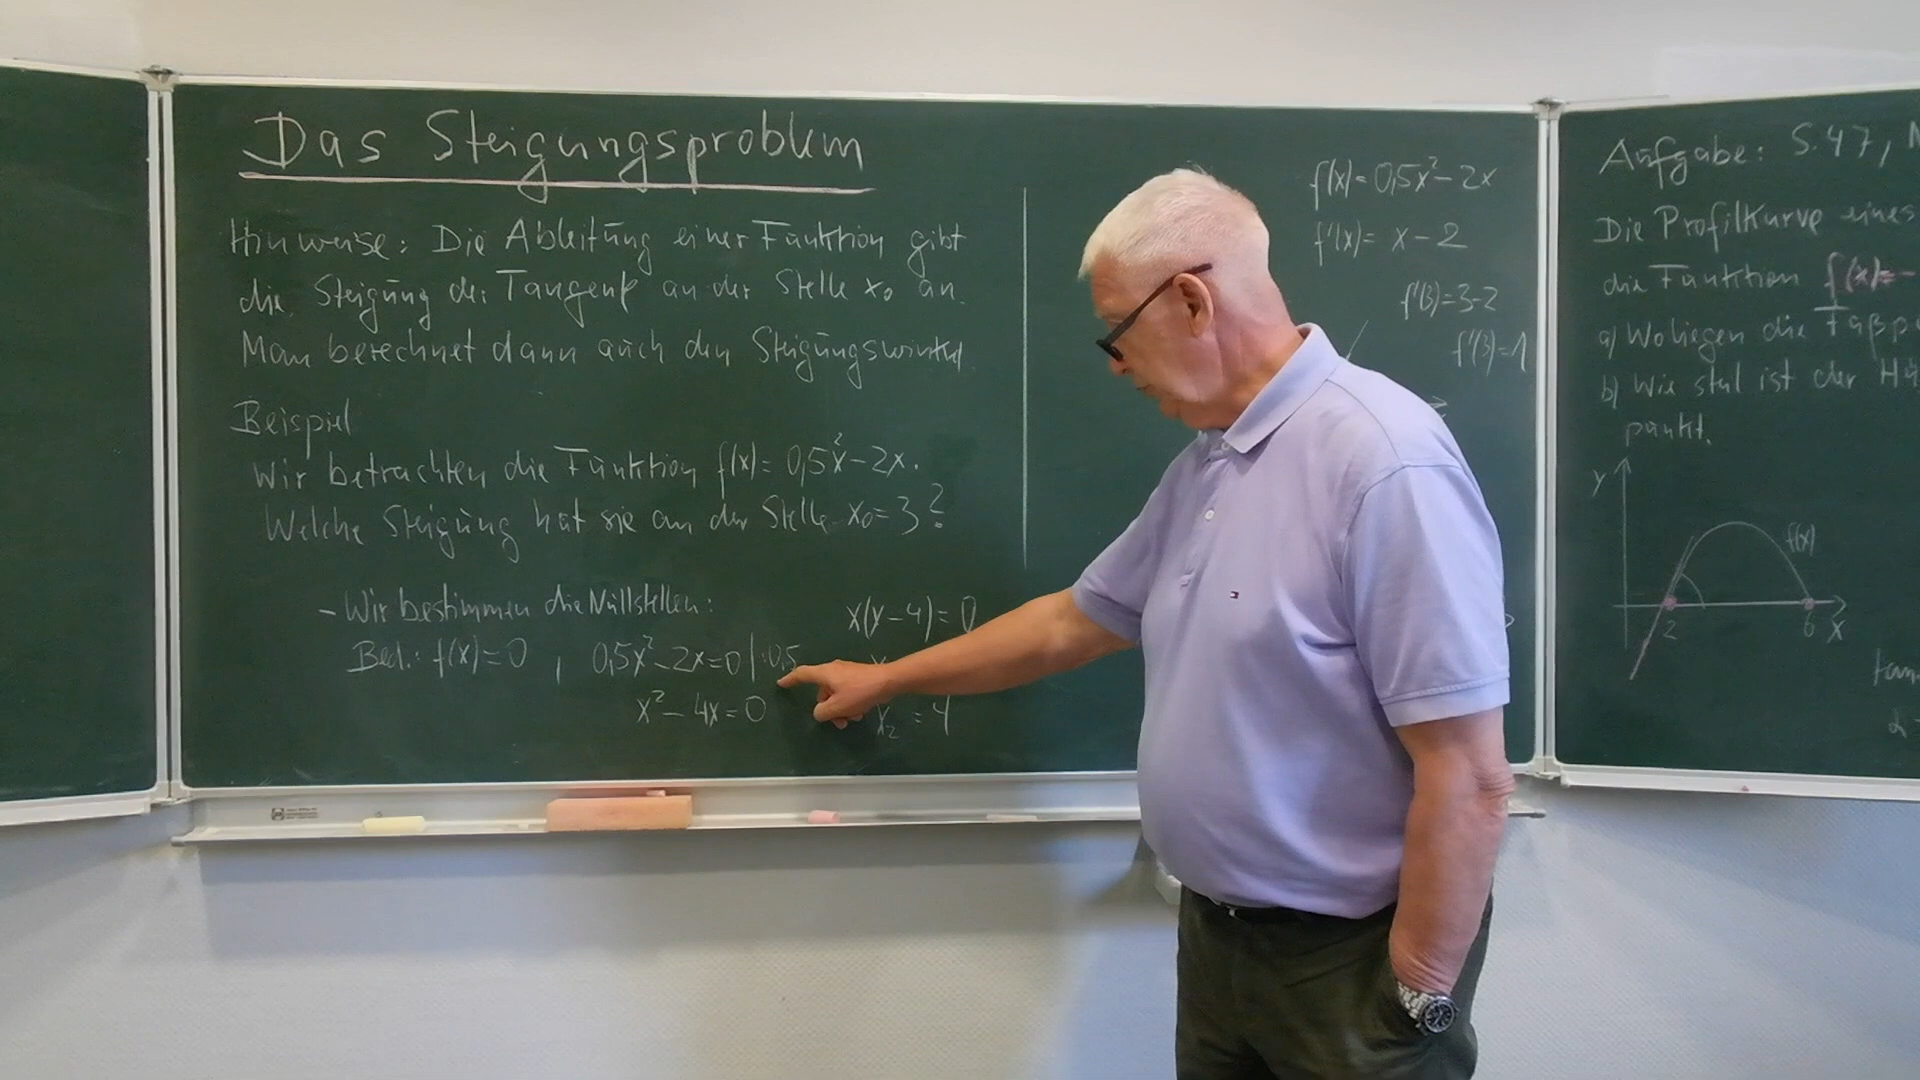 Das Steigungsproblem
Hinweise: Die Ableitung einer Funktion gibt
die Steigung der Tangente an der Stelle x₀ an.
Man berechnet dann auch den Steigungswinkel.
Beispiel
Wir betrachten die Funktion f(x)= 0,5x²-2x.
Welche Steigung hat sie an der Stelle x₀=3?
- Wir bestimmen die Nullstellen:
Bed.: f(x)=0 , 0,5x²-2x=0 |:0,5
x² - 4x = 0
x(x-4)=0
x₂ = 4
f(x)= 0,5x²-2x
f'(x)= x-2
f'(3)=3-2
f'(3)=1
Aufgabe: S.47,
Die Profilkurve eines
die Funktion f(x)=-
a) Wo liegen die
b) Wie steil ist der
punkt.
y
f(x)
2 6 x
tan
α